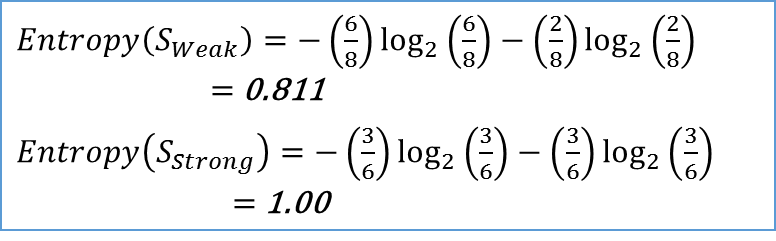 Entropy(S_Weak) = −(6/8) log₂ (6/8) − (2/8) log₂ (2/8)
= 0.811
Entropy(S_Strong) = −(3/6) log₂ (3/6) − (3/6) log₂ (3/6)
= 1.00